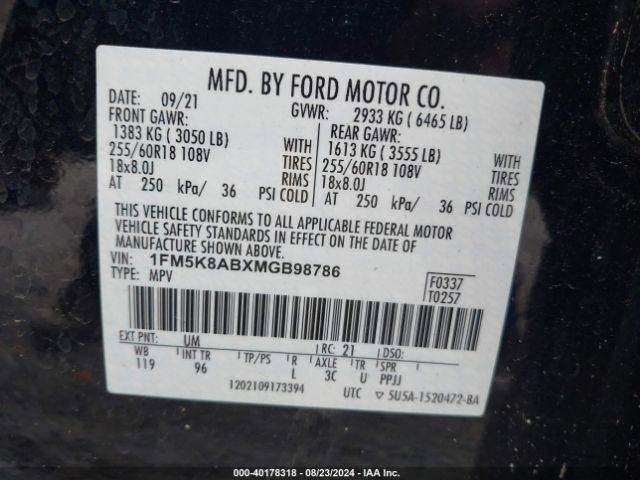 MFD. BY FORD MOTOR CO.
DATE: 09/21 GVWR: 2933 KG ( 6465 LB)
FRONT GAWR: REAR GAWR:
1383 KG ( 3050 LB) WITH 1613 KG ( 3555 LB) WITH
255/60R18 108V TIRES 255/60R18 108V TIRES
18x8.0J RIMS 18x8.0J RIMS
AT 250 kPa/ 36 PSI COLD AT 250 kPa/ 36 PSI COLD
THIS VEHICLE CONFORMS TO ALL APPLICABLE FEDERAL MOTOR
VEHICLE SAFETY STANDARDS IN EFFECT ON THE DATE OF
MANUFACTURE SHOWN ABOVE.
VIN: 1FM5K8ABXMGB98786
TYPE: MPV
F0337
T0257
EXT PNT: UM RC: 21 DSO:
WB INT TR TP/PS R AXLE TR SPR
119 96 L 3C U PPJJ
1202109173394 UTC 5U5A-1520472-BA
000-40178318 - 08/23/2024 - IAA Inc.